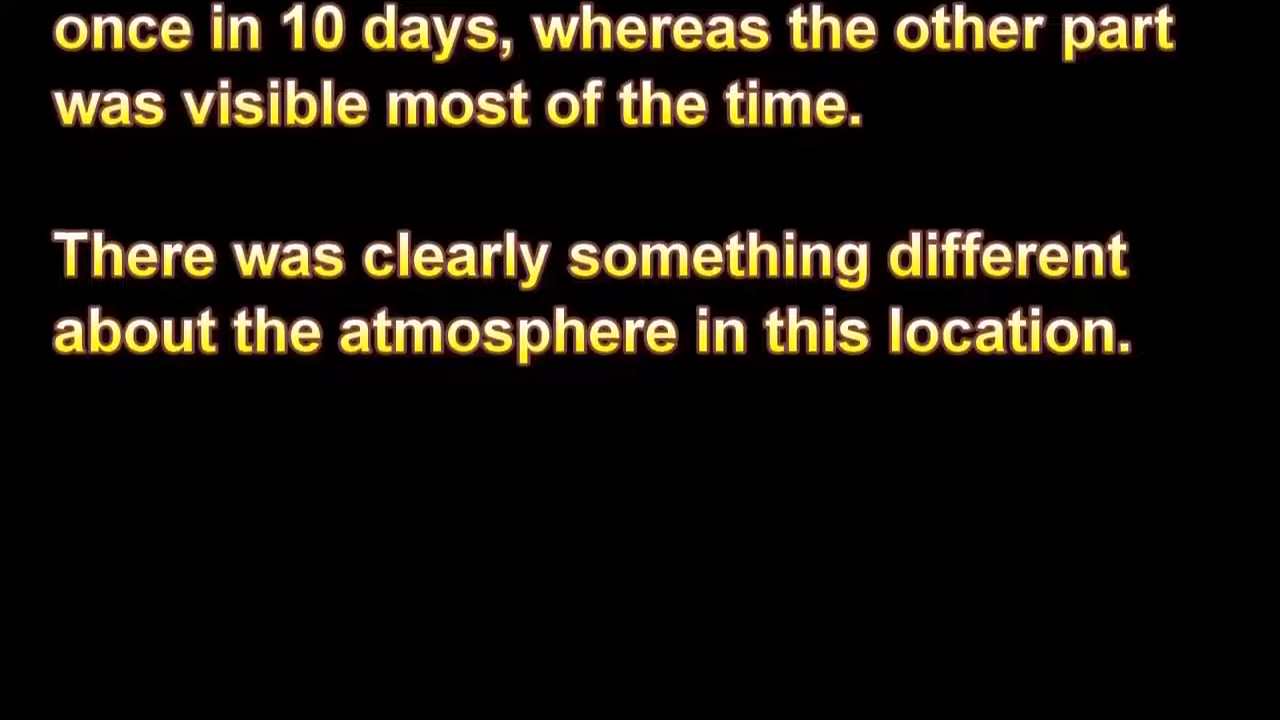 once in 10 days, whereas the other part
was visible most of the time.
There was clearly something different
about the atmosphere in this location.